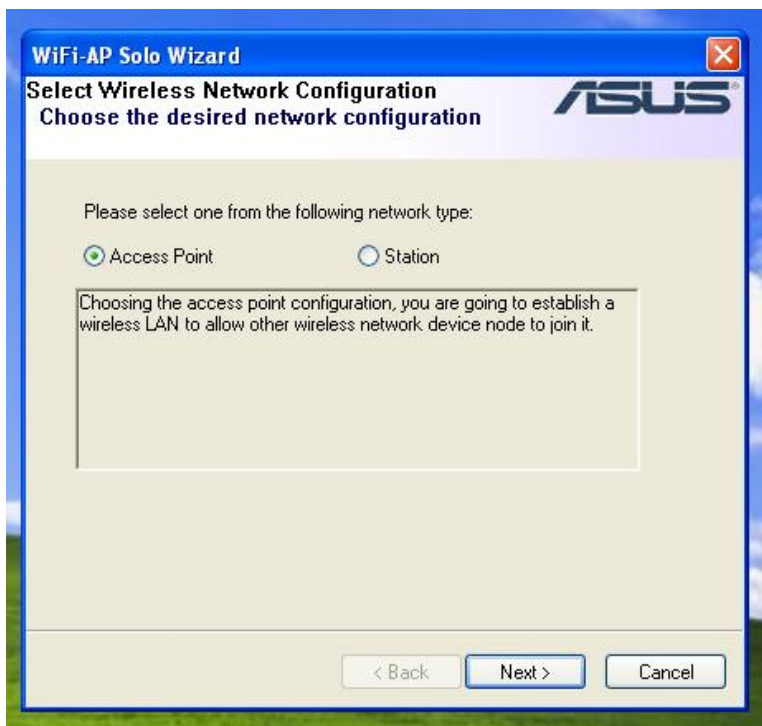 WiFi-AP Solo Wizard
Select Wireless Network Configuration
Choose the desired network configuration
ASUS®
Please select one from the following network type:
Access Point
Station
Choosing the access point configuration, you are going to establish a
wireless LAN to allow other wireless network device node to join it.
< Back
Next >
Cancel